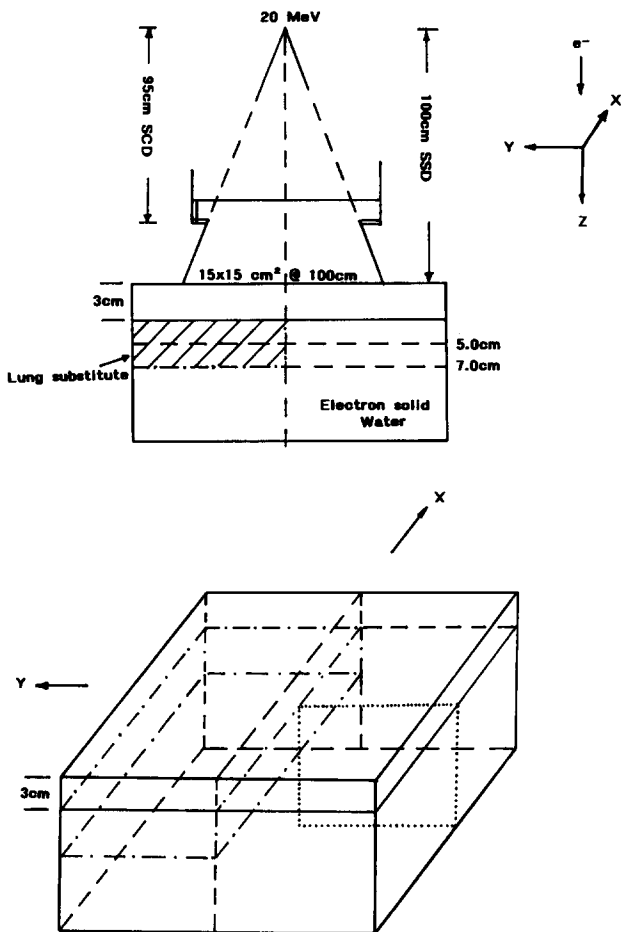 20 MeV
95cm SCD
100cm SSD
e⁻
X
Y
Z
15x15 cm² @ 100cm
3cm
5.0cm
7.0cm
Lung substitute
Electron solid
Water
X
Y
3cm